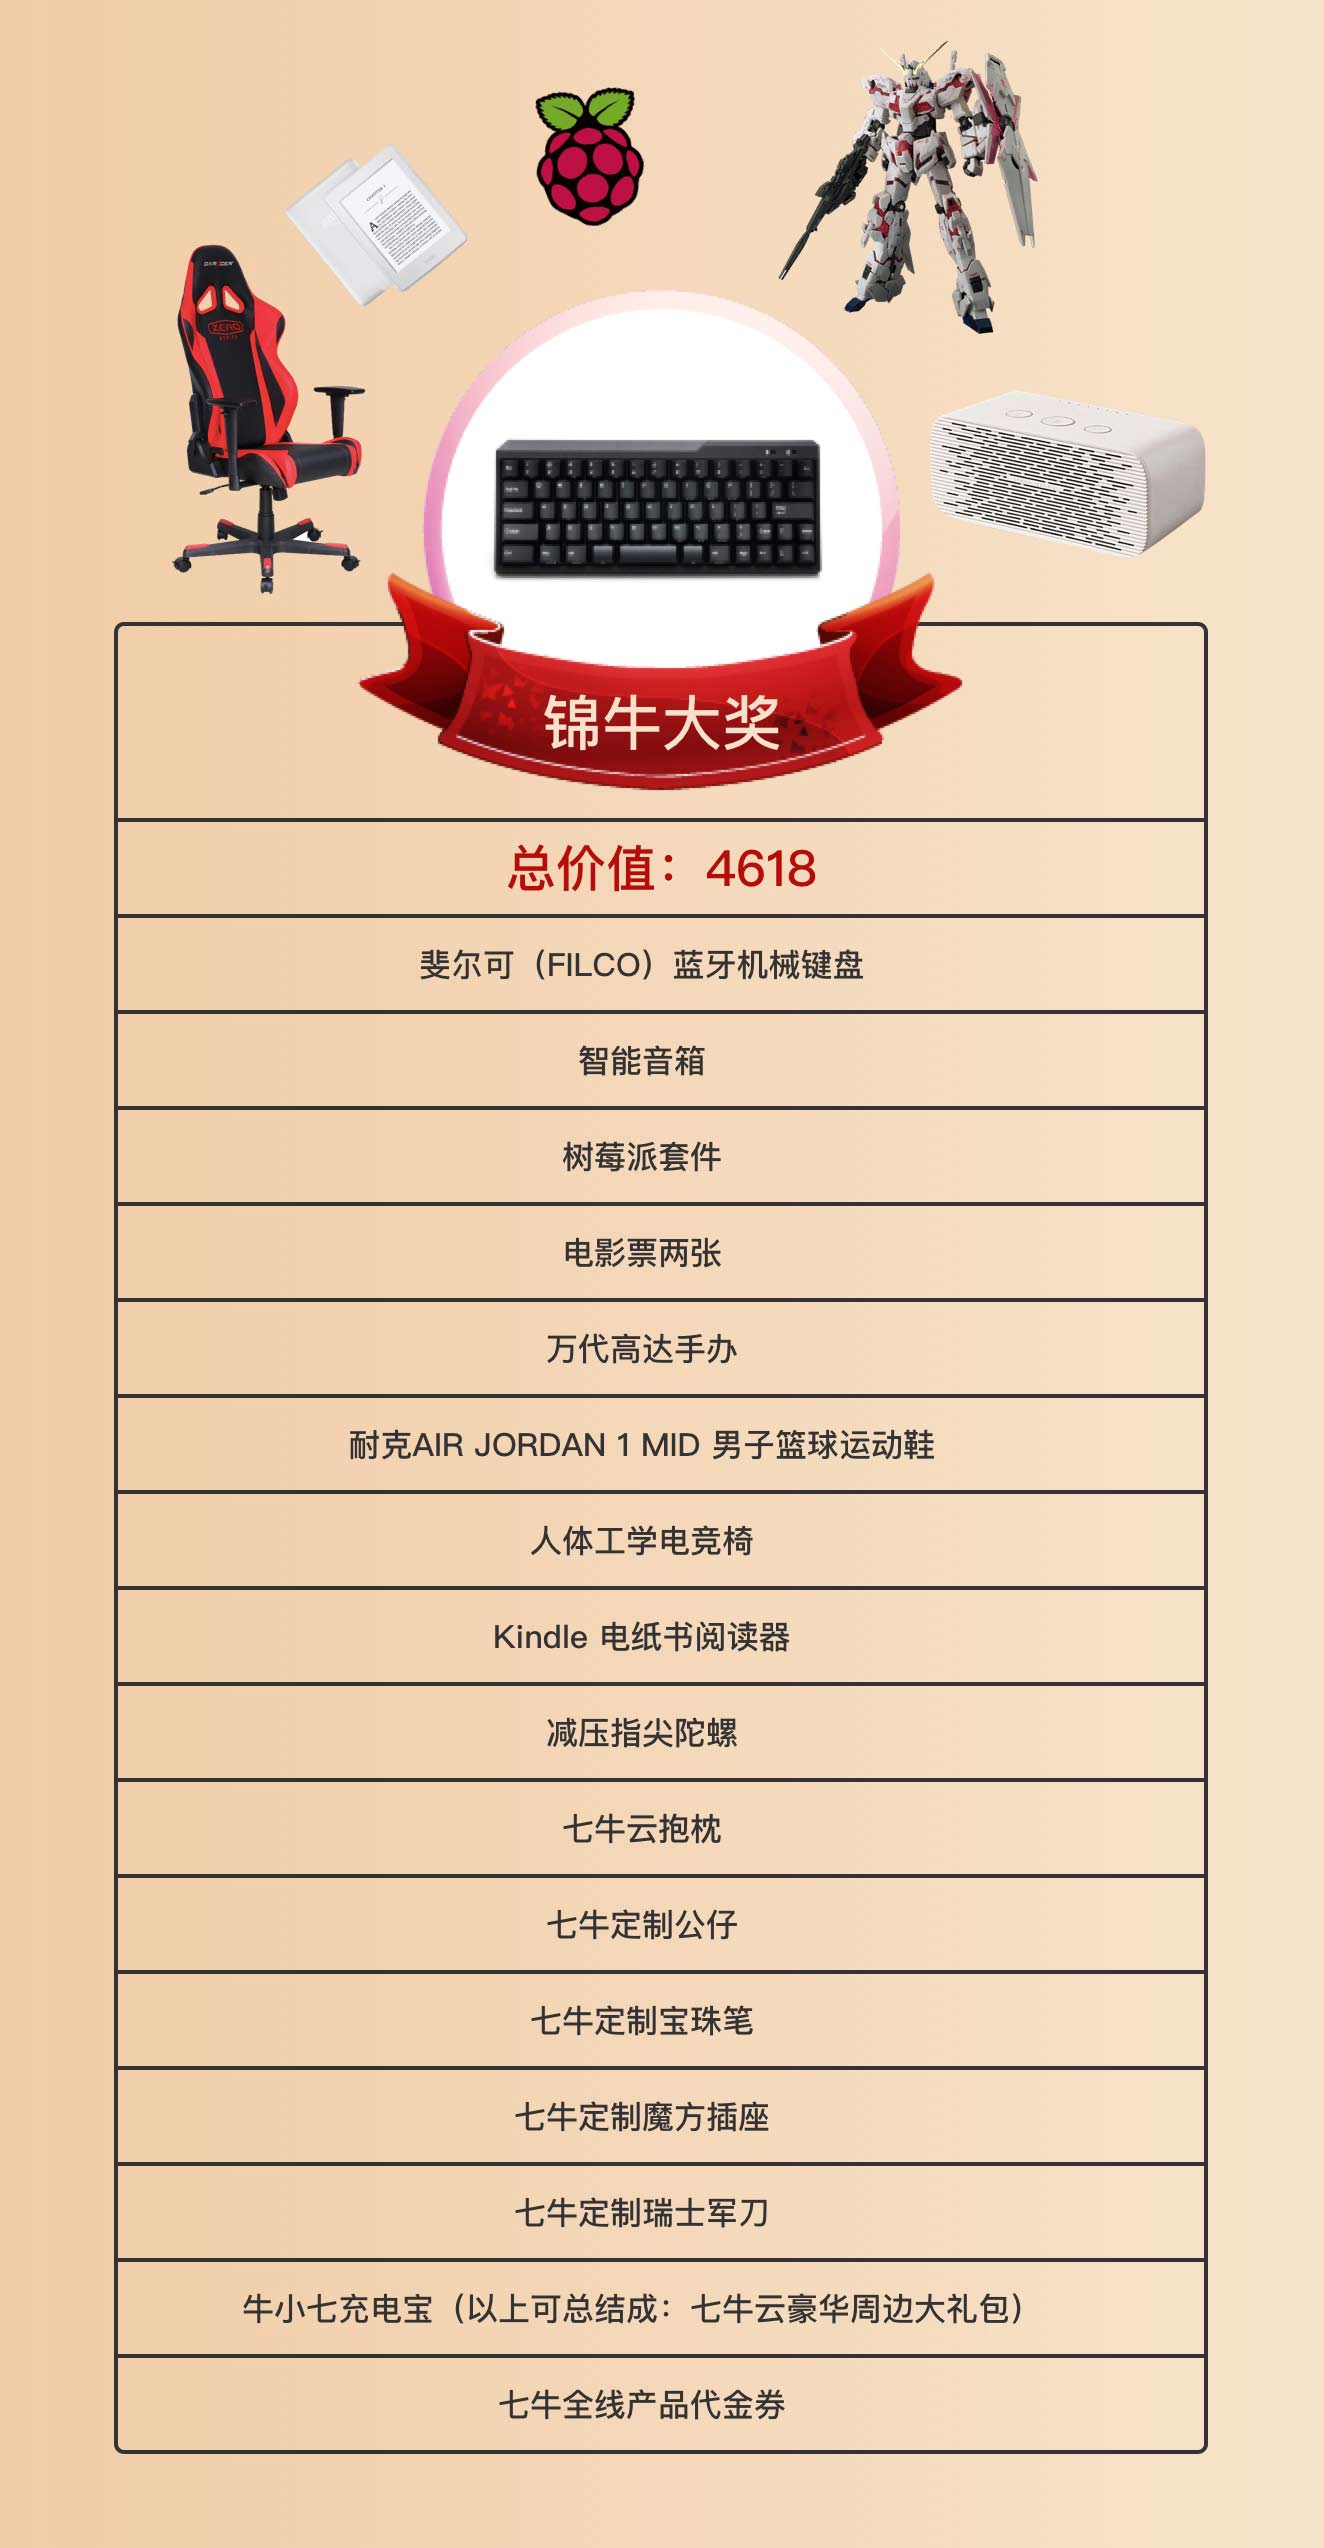 CHAPTER 1
DXRACER
ZERO
锦牛大奖
总价值：4618
斐尔可（FILCO）蓝牙机械键盘
智能音箱
树莓派套件
电影票两张
万代高达手办
耐克AIR JORDAN 1 MID 男子篮球运动鞋
人体工学电竞椅
Kindle 电纸书阅读器
减压指尖陀螺
七牛云抱枕
七牛定制公仔
七牛定制宝珠笔
七牛定制魔方插座
七牛定制瑞士军刀
牛小七充电宝（以上可总结成：七牛云豪华周边大礼包）
七牛全线产品代金券